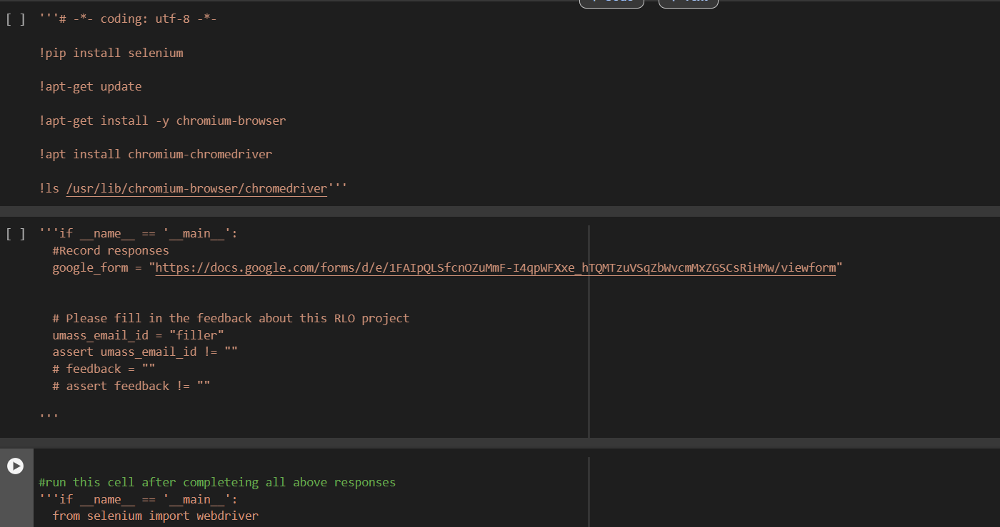 [ ] '''# -*- coding: utf-8 -*-
!pip install selenium
!apt-get update
!apt-get install -y chromium-browser
!apt install chromium-chromedriver
!ls /usr/lib/chromium-browser/chromedriver'''
[ ] '''if __name__ == '__main__':
#Record responses
google_form = "https://docs.google.com/forms/d/e/1FAIpQLSfcnOZuMmF-I4qpWFXxe_hTQMTzuVSqZbWvcmMxZGSCsRiHMw/viewform"
# Please fill in the feedback about this RLO project
umass_email_id = "filler"
assert umass_email_id != ""
# feedback = ""
# assert feedback != ""
'''
#run this cell after completeing all above responses
'''if __name__ == '__main__':
from selenium import webdriver